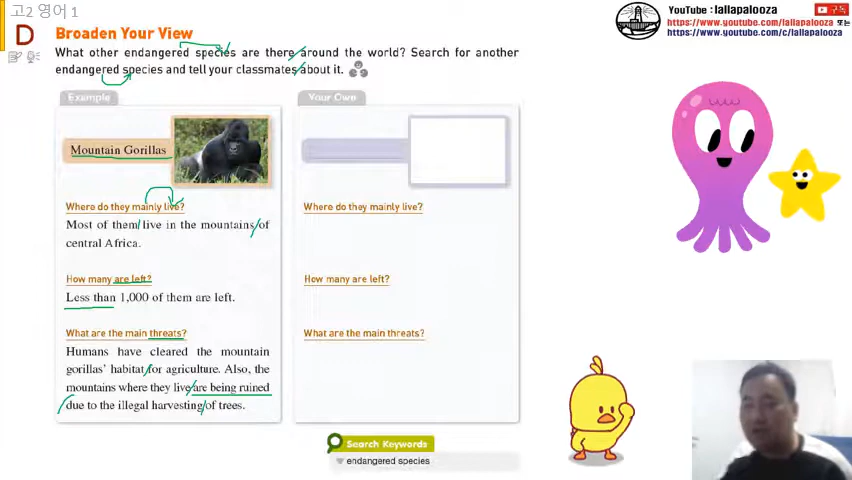 고2 영어 1
YouTube : lallapalooza 구독
https://www.youtube.com/lallapalooza 또는
https://www.youtube.com/c/lallapalooza
D Broaden Your View
What other endangered species are there around the world? Search for another
endangered species and tell your classmates about it.
Example
Mountain Gorillas
Where do they mainly live?
Most of them live in the mountains of
central Africa.
How many are left?
Less than 1,000 of them are left.
What are the main threats?
Humans have cleared the mountain
gorillas' habitat for agriculture. Also, the
mountains where they live are being ruined
due to the illegal harvesting of trees.
Your Own
Where do they mainly live?
How many are left?
What are the main threats?
Search Keywords
endangered species